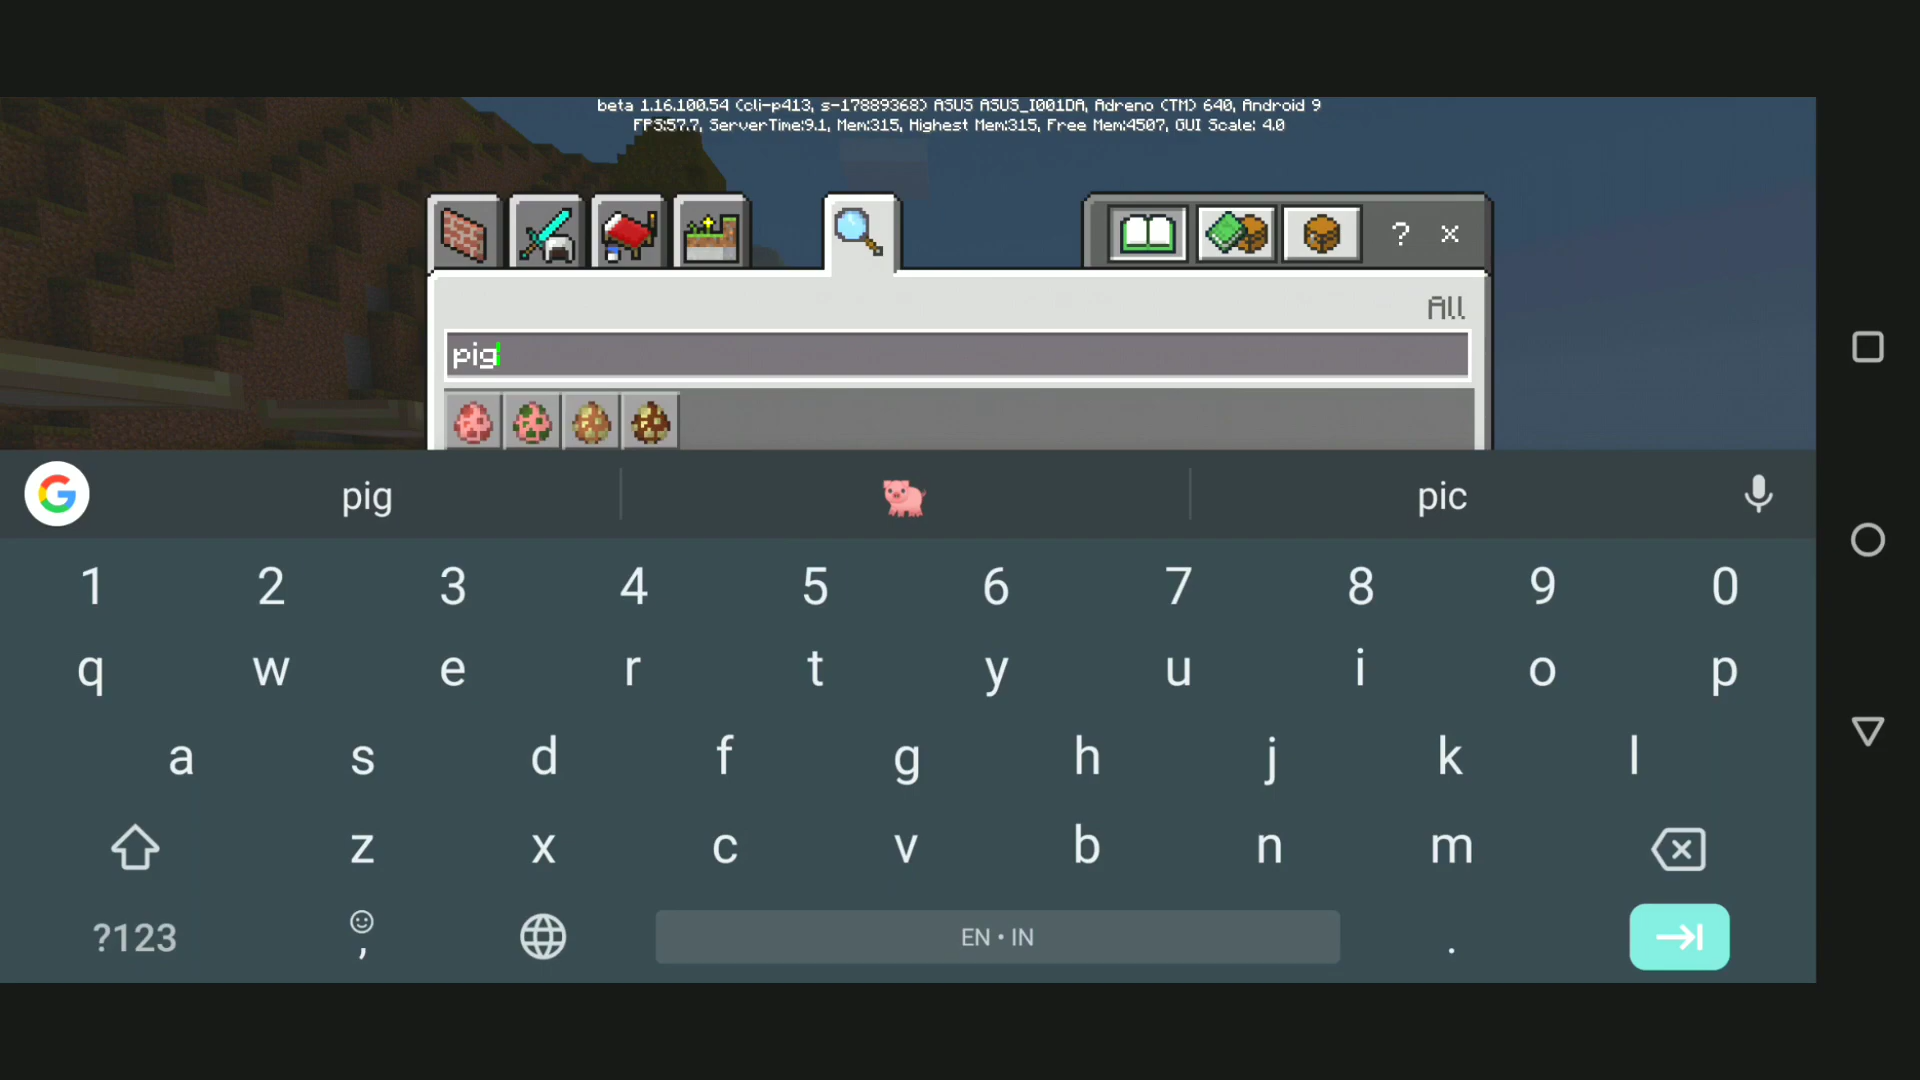 beta 1.16.100.54 (cli-p413, s-17889368) ASUS ASUS_I001DA, Adreno (TM) 640, Android 9
FPS:57.7, ServerTime:9.1, Mem:315, Highest Mem:315, Free Mem:4507, GUI Scale: 4.0
?
All
pig
G
pig pic
1 2 3 4 5 6 7 8 9 0
q w e r t y u i o p
a s d f g h j k l
z x c v b n m
?123 , EN • IN .